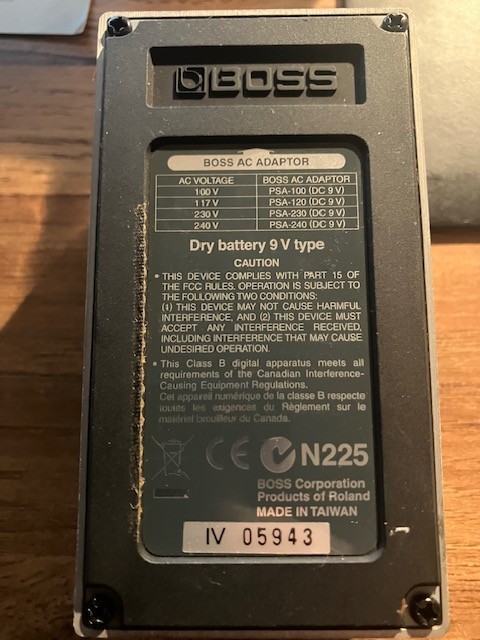 BOSS
BOSS AC ADAPTOR
AC VOLTAGE BOSS AC ADAPTOR
100 V PSA-100 (DC 9 V)
117 V PSA-120 (DC 9 V)
230 V PSA-230 (DC 9 V)
240 V PSA-240 (DC 9 V)
Dry battery 9 V type
CAUTION
• THIS DEVICE COMPLIES WITH PART 15 OF
THE FCC RULES. OPERATION IS SUBJECT TO
THE FOLLOWING TWO CONDITIONS:
(1) THIS DEVICE MAY NOT CAUSE HARMFUL
INTERFERENCE, AND (2) THIS DEVICE MUST
ACCEPT ANY INTERFERENCE RECEIVED,
INCLUDING INTERFERENCE THAT MAY CAUSE
UNDESIRED OPERATION.
• This Class B digital apparatus meets all
requirements of the Canadian Interference-
Causing Equipment Regulations.
Cet appareil numérique de la classe B respecte
toutes les exigences du Règlement sur le
matériel brouilleur du Canada.
CE N225
BOSS Corporation
Products of Roland
MADE IN TAIWAN
IV 05943